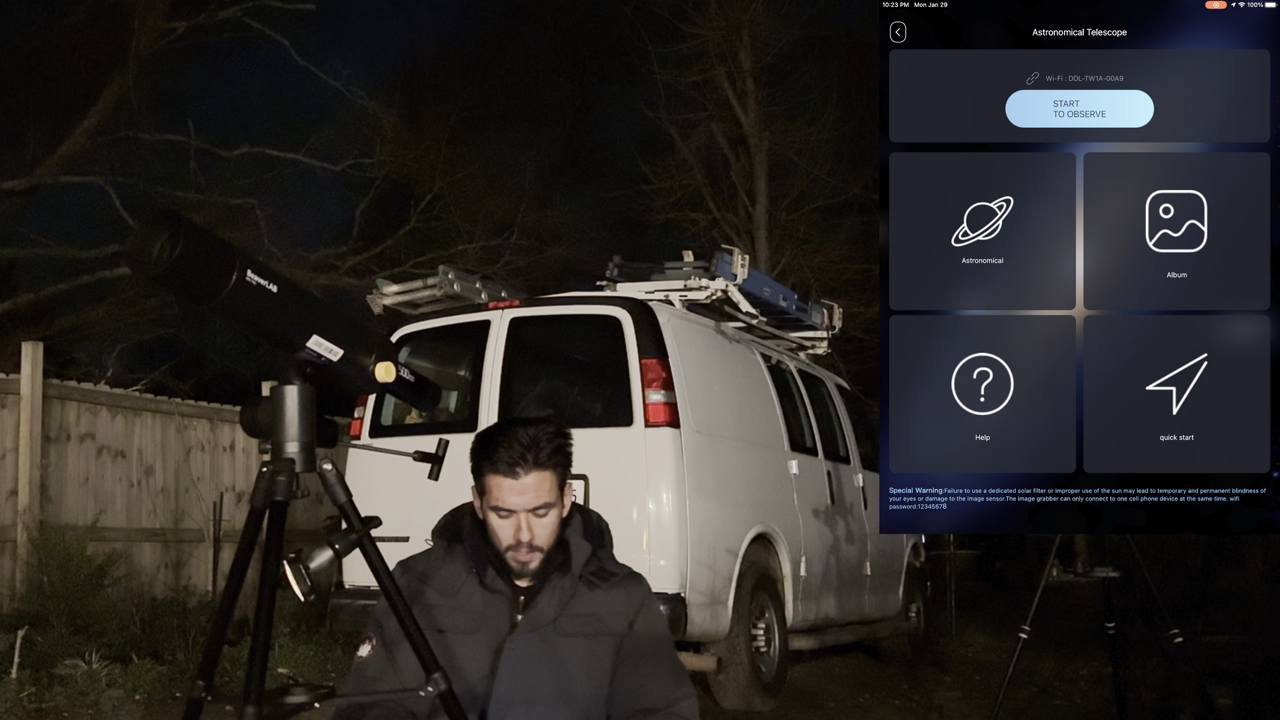 10:23 PM Mon Jan 29
100%
Astronomical Telescope
Wi-Fi : DDL-TW1A-00A9
START
TO OBSERVE
Astronomical
Album
Help
quick start
Special Warning:Failure to use a dedicated solar filter or improper use of the sun may lead to temporary and permanent blindness of
your eyes or damage to the image sensor.The image grabber can only connect to one cell phone device at the same time. wifi
password:12345678
BeaverLAB